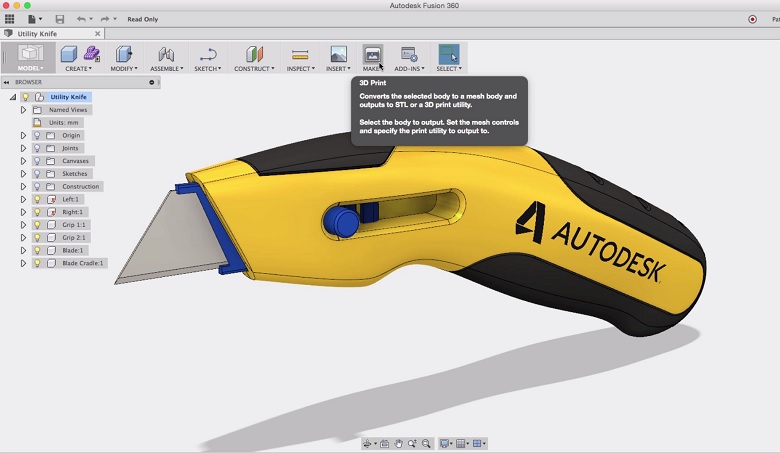 Autodesk Fusion 360
Read Only
Utility Knife
MODEL
CREATE
MODIFY
ASSEMBLE
SKETCH
CONSTRUCT
INSPECT
INSERT
MAKE
ADD-INS
SELECT
BROWSER
3D Print
Converts the selected body to a mesh body and
outputs to STL or a 3D print utility.
Select the body to output. Set the mesh controls
and specify the print utility to output to.
Utility Knife
Named Views
Units: mm
Origin
Joints
Canvases
Sketches
Construction
Left:1
Right:1
Grip 1:1
Grip 2:1
Blade:1
Blade Cradle:1
AUTODESK